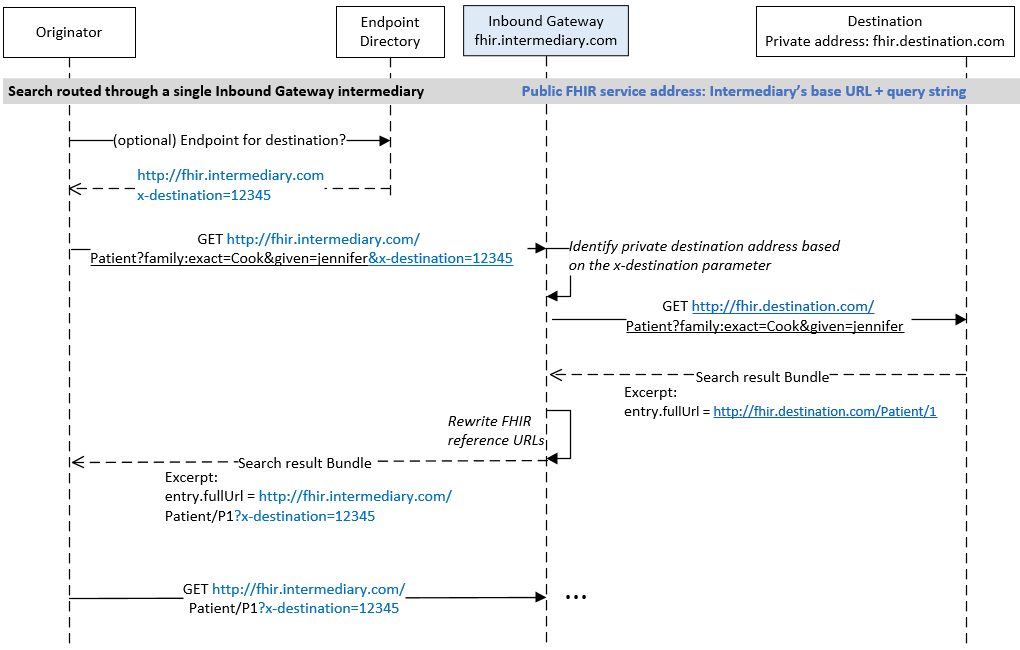 Originator
Endpoint
Directory
Inbound Gateway
fhir.intermediary.com
Destination
Private address: fhir.destination.com
Search routed through a single Inbound Gateway intermediary
Public FHIR service address: Intermediary's base URL + query string
(optional) Endpoint for destination?
http://fhir.intermediary.com
x-destination=12345
GET http://fhir.intermediary.com/
Patient?family:exact=Cook&given=jennifer&x-destination=12345
Identify private destination address based
on the x-destination parameter
GET http://fhir.destination.com/
Patient?family:exact=Cook&given=jennifer
Search result Bundle
Excerpt:
entry.fullUrl = http://fhir.destination.com/Patient/1
Rewrite FHIR
reference URLs
Search result Bundle
Excerpt:
entry.fullUrl = http://fhir.intermediary.com/
Patient/P1?x-destination=12345
GET http://fhir.intermediary.com/
Patient/P1?x-destination=12345
...